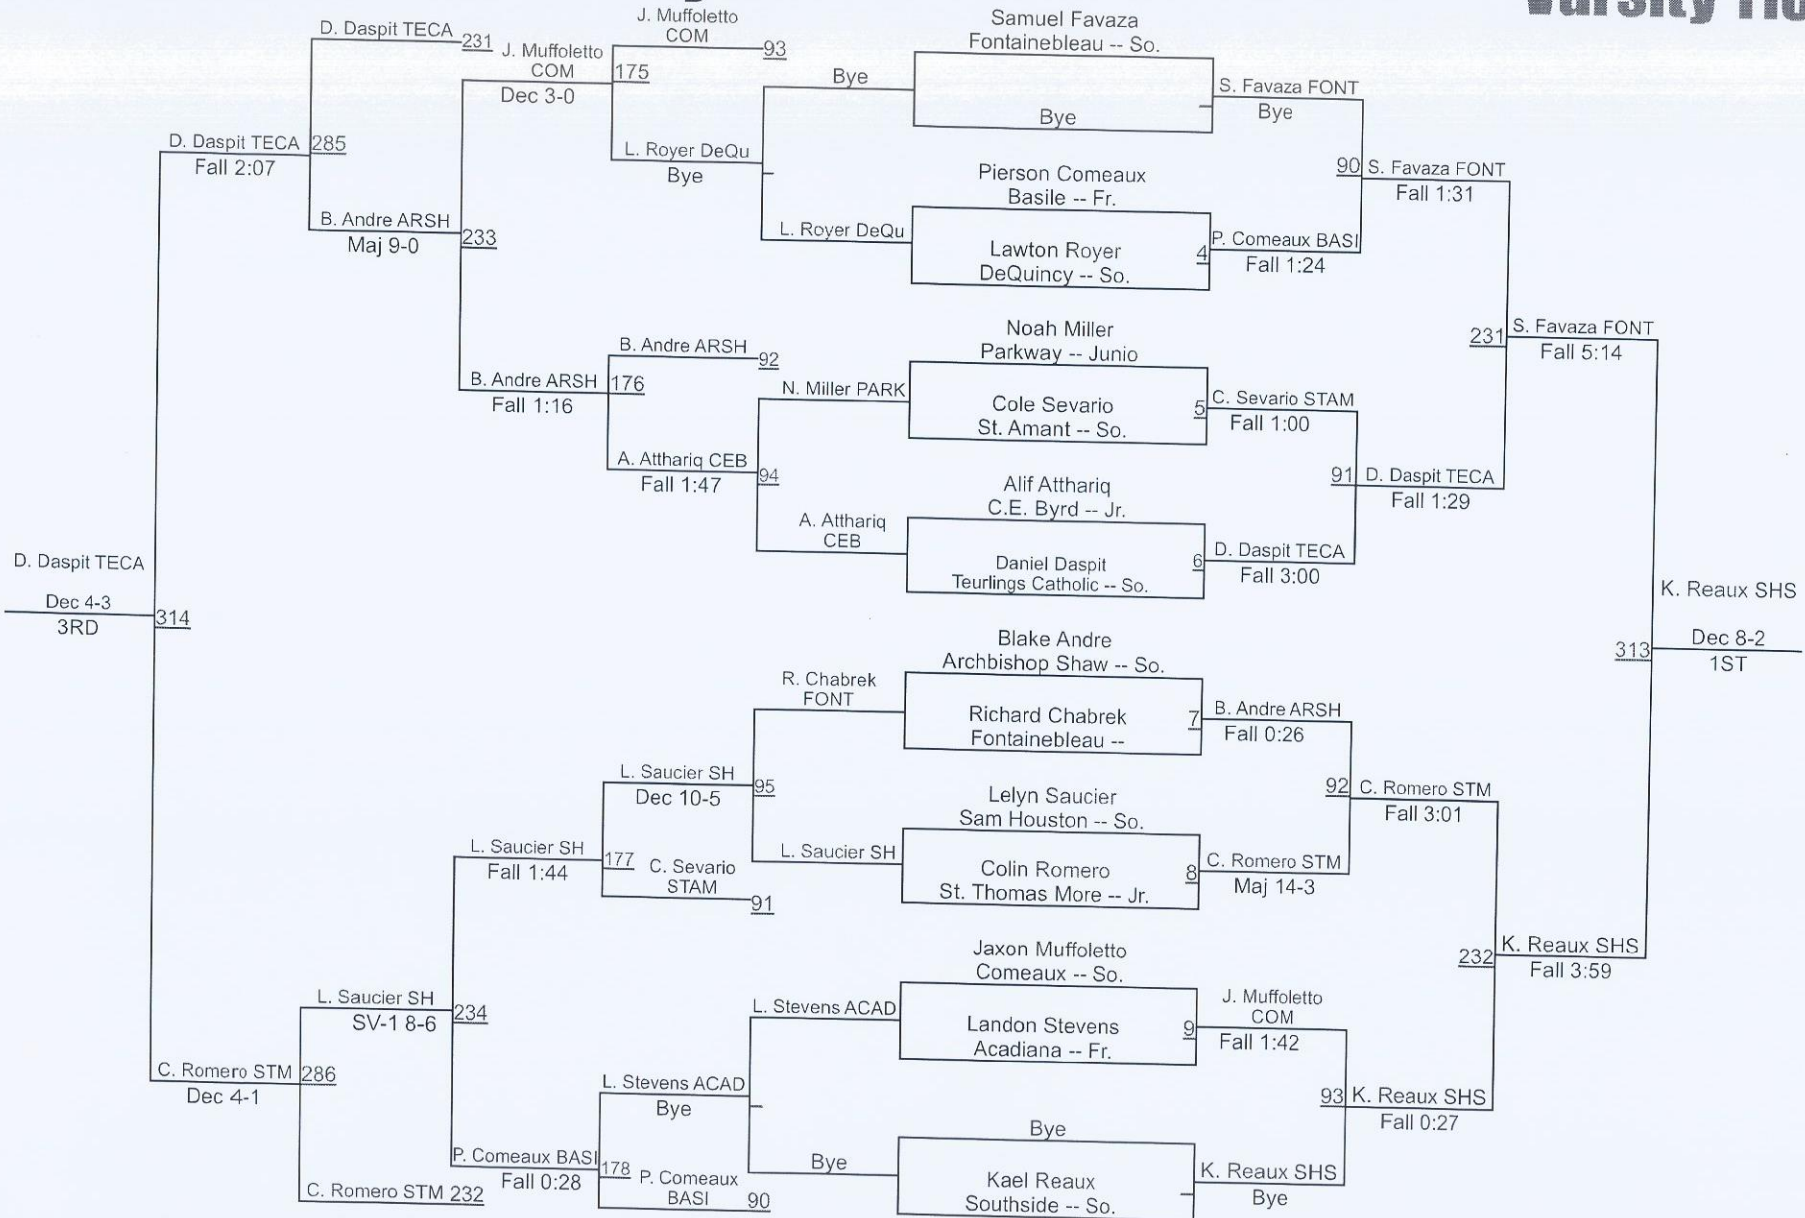 D. Daspit TECA
231
D. Daspit TECA
Fall 2:07
285
B. Andre ARSH
Maj 9-0
233
J. Muffoletto
COM
Dec 3-0
175
J. Muffoletto
COM
93
L. Royer DeQu
Bye
Bye
L. Royer DeQu
B. Andre ARSH
Fall 1:16
176
B. Andre ARSH
92
A. Atthariq CEB
Fall 1:47
94
N. Miller PARK
A. Atthariq
CEB
D. Daspit TECA
Dec 4-3
3RD
314
R. Chabrek
FONT
L. Saucier SH
Dec 10-5
95
L. Saucier SH
L. Saucier SH
Fall 1:44
177
C. Sevario
STAM
91
L. Saucier SH
SV-1 8-6
234
C. Romero STM
Dec 4-1
286
C. Romero STM 232
P. Comeaux BASI
Fall 0:28
178
L. Stevens ACAD
Bye
P. Comeaux
BASI
90
L. Stevens ACAD
Bye
Samuel Favaza
Fontainebleau -- So.
Bye
Pierson Comeaux
Basile -- Fr.
Lawton Royer
DeQuincy -- So.
4
Noah Miller
Parkway -- Junio
Cole Sevario
St. Amant -- So.
5
Alif Atthariq
C.E. Byrd -- Jr.
Daniel Daspit
Teurlings Catholic -- So.
6
Blake Andre
Archbishop Shaw -- So.
Richard Chabrek
Fontainebleau --
7
Lelyn Saucier
Sam Houston -- So.
Colin Romero
St. Thomas More -- Jr.
8
Jaxon Muffoletto
Comeaux -- So.
Landon Stevens
Acadiana -- Fr.
9
Bye
Kael Reaux
Southside -- So.
S. Favaza FONT
Bye
90
P. Comeaux BASI
Fall 1:24
S. Favaza FONT
Fall 1:31
C. Sevario STAM
Fall 1:00
91
D. Daspit TECA
Fall 3:00
D. Daspit TECA
Fall 1:29
231
S. Favaza FONT
Fall 5:14
B. Andre ARSH
Fall 0:26
92
C. Romero STM
Maj 14-3
C. Romero STM
Fall 3:01
J. Muffoletto
COM
Fall 1:42
93
K. Reaux SHS
Bye
K. Reaux SHS
Fall 0:27
232
K. Reaux SHS
Fall 3:59
313
K. Reaux SHS
Dec 8-2
1ST
Varsity